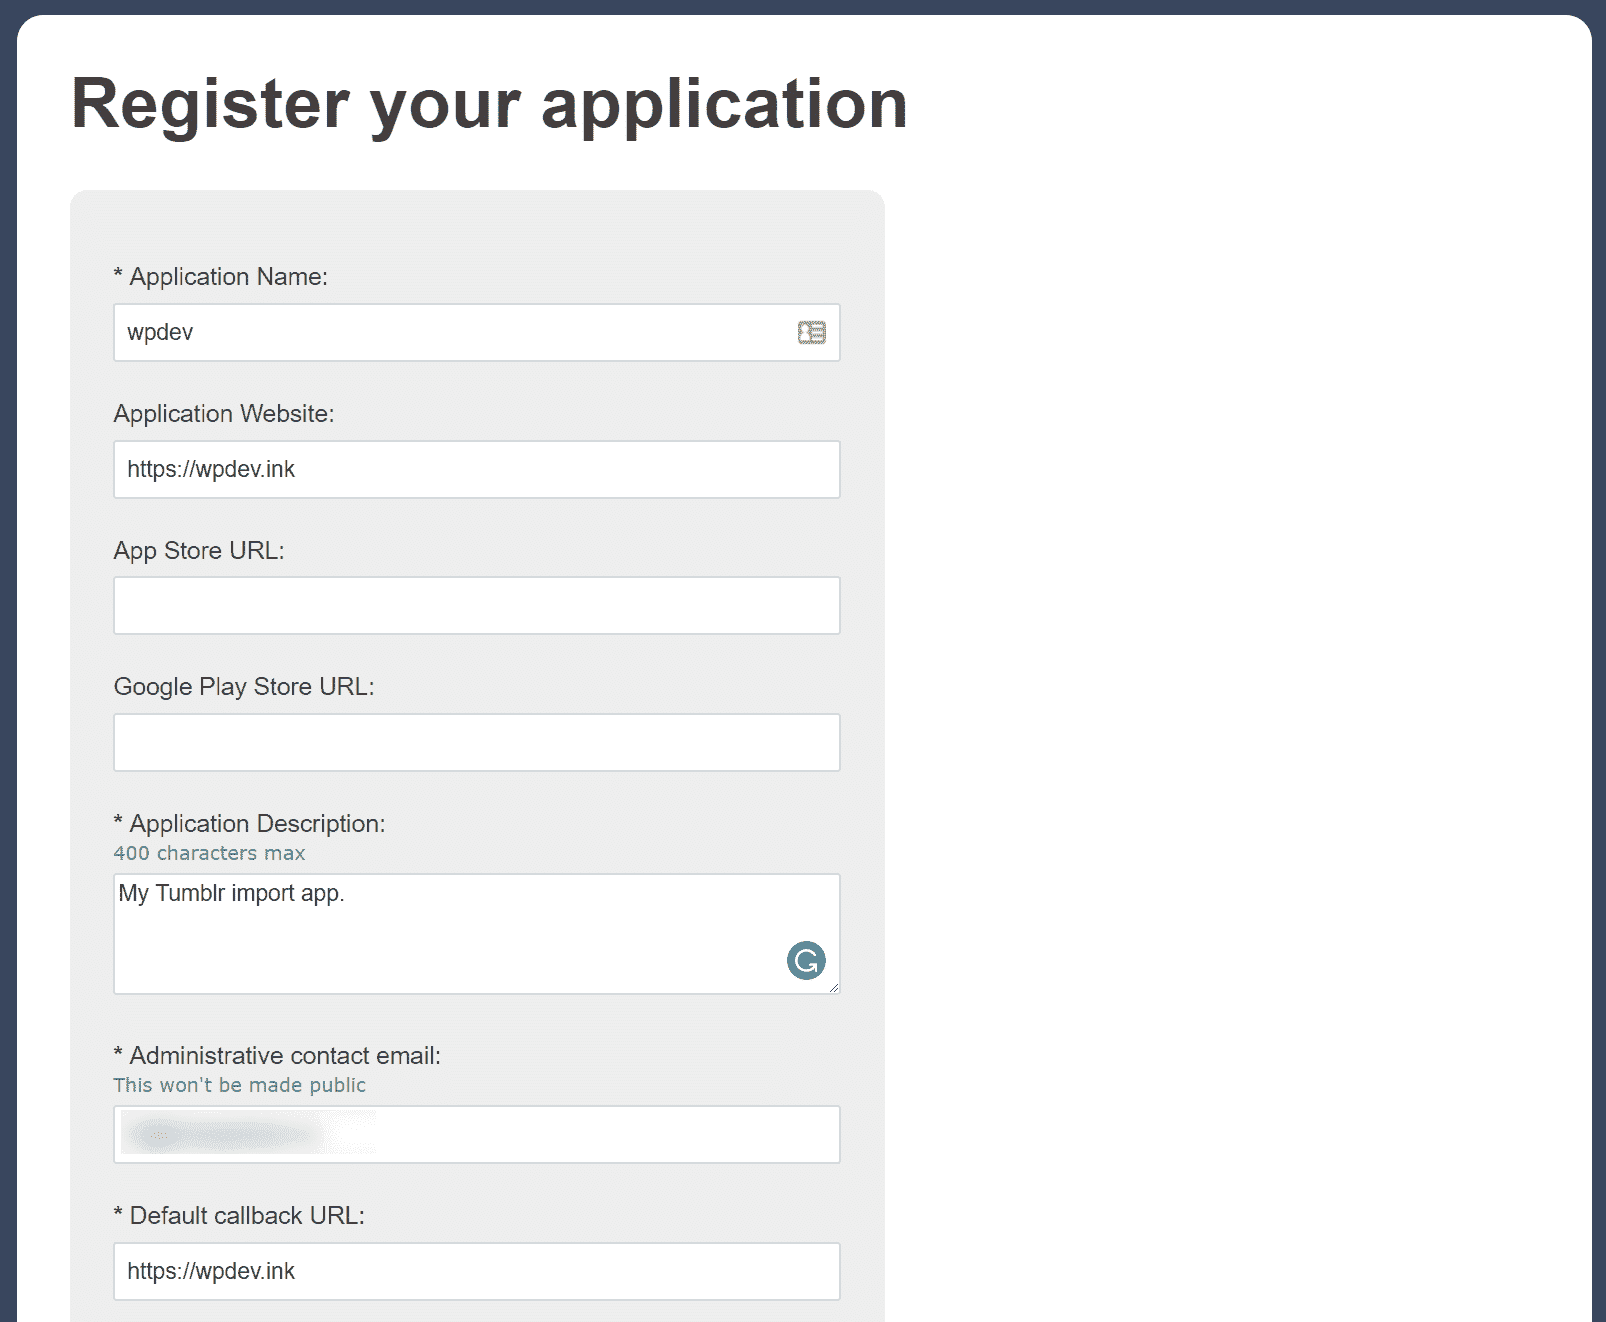 Register your application
* Application Name:
wpdev
Application Website:
https://wpdev.ink
App Store URL:
Google Play Store URL:
* Application Description:
400 characters max
My Tumblr import app.
* Administrative contact email:
This won't be made public
* Default callback URL:
https://wpdev.ink